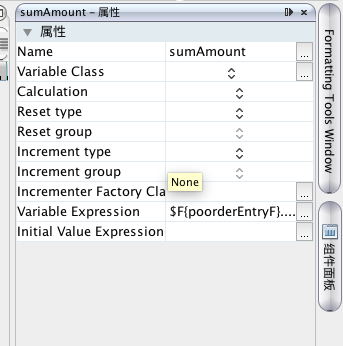 sumAmount – 属性
属性
Name sumAmount ...
Variable Class ...
Calculation
Reset type
Reset group
Increment type
Increment group
None
Incrementer Factory Cla ...
Variable Expression $F{poorderEntryF}.... ...
Initial Value Expression ...
Formatting Tools Window
组件面板